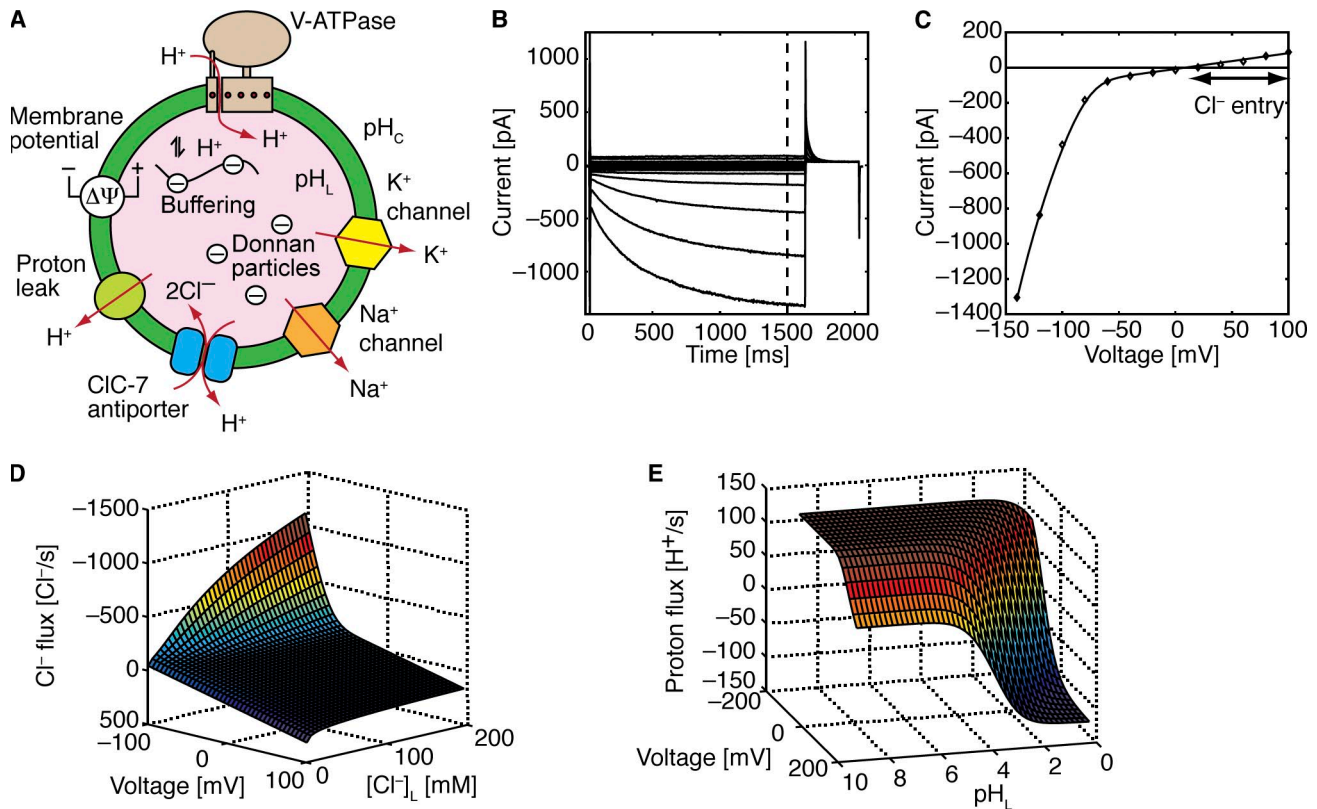 A
V-ATPase
H⁺
H⁺
Membrane
potential
pH_C
− +
ΔΨ
⇌ H⁺
− −
Buffering
pH_L
K⁺
channel
K⁺
−
− Donnan
particles
−
Proton
leak
H⁺
2Cl⁻
Na⁺
channel
Na⁺
ClC-7
antiporter
H⁺
B
Current [pA]
1000
500
0
−500
−1000
0 500 1000 1500 2000
Time [ms]
C
Current [pA]
200
0
−200
−400
−600
−800
−1000
−1200
−1400
Cl⁻ entry
−150 −100 −50 0 50 100
Voltage [mV]
D
Cl⁻ flux [Cl⁻/s]
−1500
−1000
−500
0
500
−100
0
100
Voltage [mV]
0
100
200
[Cl⁻]_L [mM]
E
Proton flux [H⁺/s]
150
100
50
0
−50
−100
−150
−200
0
200
Voltage [mV]
10 8 6 4 2 0
pH_L